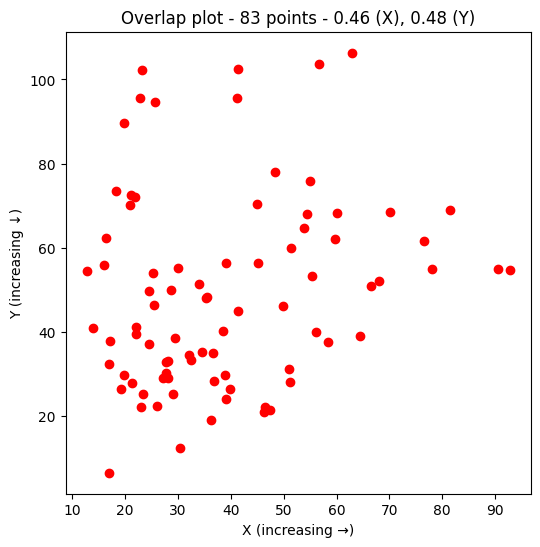 Overlap plot - 83 points - 0.46 (X), 0.48 (Y)
100
80
60
40
20
Y (increasing ↓)
10 20 30 40 50 60 70 80 90
X (increasing →)